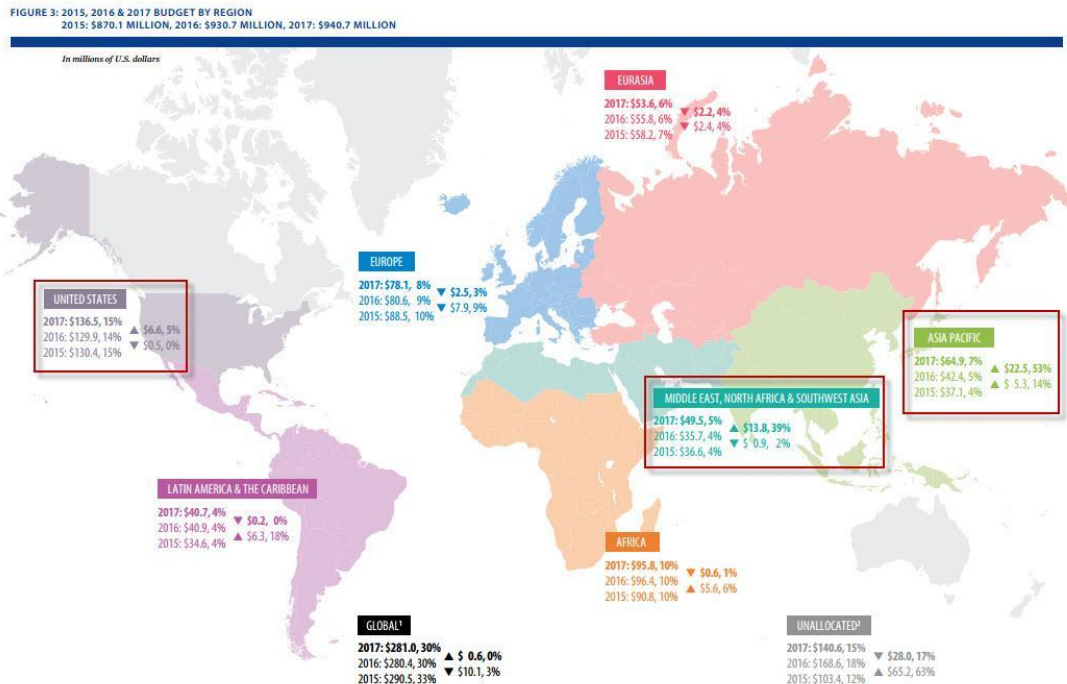 FIGURE 3: 2015, 2016 & 2017 BUDGET BY REGION
2015: $870.1 MILLION, 2016: $930.7 MILLION, 2017: $940.7 MILLION
In millions of U.S. dollars
EURASIA
2017: $53.6, 6%
2016: $55.8, 6%
2015: $58.2, 7%
▼ $2.2, 4%
▼ $2.4, 4%
EUROPE
2017: $78.1, 8%
2016: $80.6, 9%
2015: $88.5, 10%
▼ $2.5, 3%
▼ $7.9, 9%
UNITED STATES
2017: $136.5, 15%
2016: $129.9, 14%
2015: $130.4, 15%
▲ $6.6, 5%
▼ $0.5, 0%
ASIA PACIFIC
2017: $64.9, 7%
2016: $42.4, 5%
2015: $37.1, 4%
▲ $22.5, 53%
▲ $ 5.3, 14%
MIDDLE EAST, NORTH AFRICA & SOUTHWEST ASIA
2017: $49.5, 5%
2016: $35.7, 4%
2015: $36.6, 4%
▲ $13.8, 39%
▼ $ 0.9, 2%
LATIN AMERICA & THE CARIBBEAN
2017: $40.7, 4%
2016: $40.9, 4%
2015: $34.6, 4%
▼ $0.2, 0%
▲ $6.3, 18%
AFRICA
2017: $95.8, 10%
2016: $96.4, 10%
2015: $90.8, 10%
▼ $0.6, 1%
▲ $5.6, 6%
GLOBAL¹
2017: $281.0, 30%
2016: $280.4, 30%
2015: $290.5, 33%
▲ $ 0.6, 0%
▼ $10.1, 3%
UNALLOCATED²
2017: $140.6, 15%
2016: $168.6, 18%
2015: $103.4, 12%
▼ $28.0, 17%
▲ $65.2, 63%